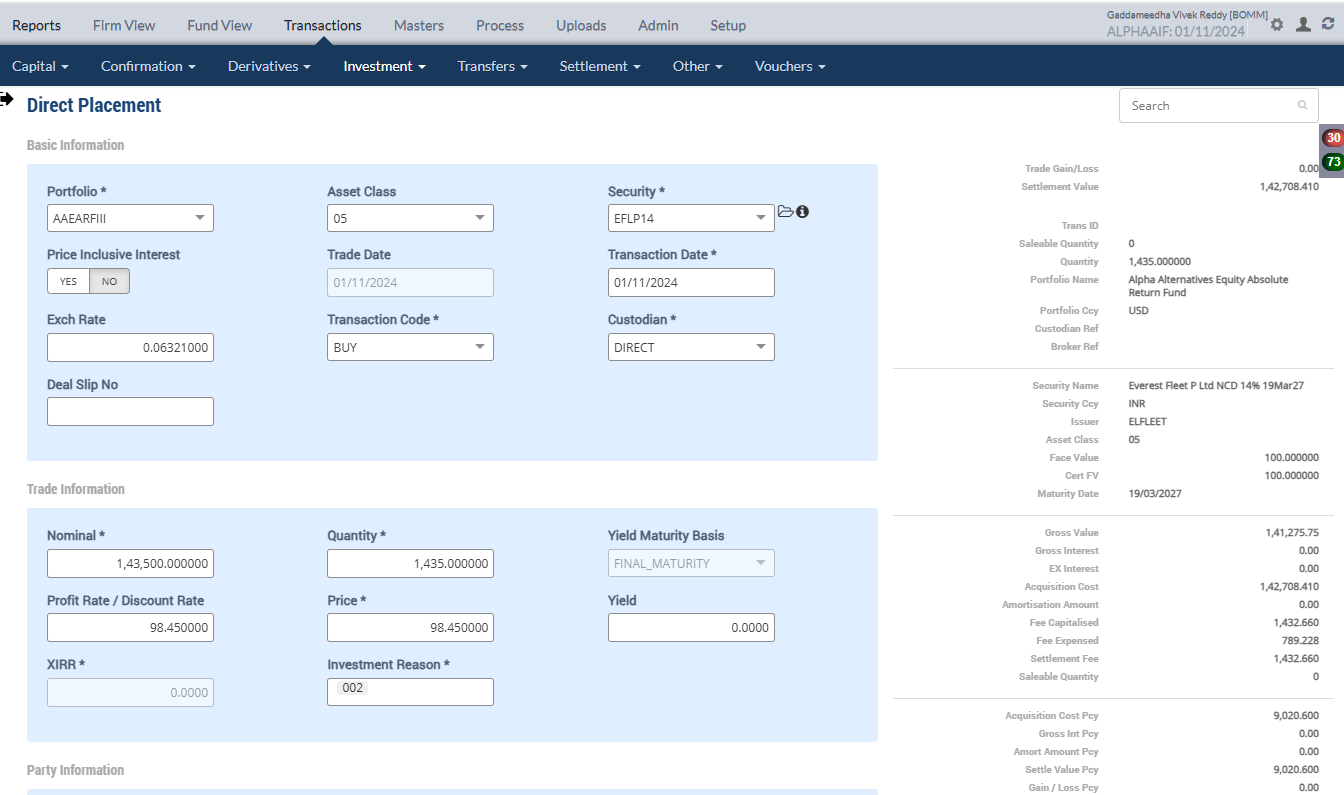 Reports Firm View Fund View Transactions Masters Process Uploads Admin Setup
Gaddameedha Vivek Reddy [BOMM]
ALPHAAIF: 01/11/2024
Capital Confirmation Derivatives Investment Transfers Settlement Other Vouchers
Direct Placement
Search
30
73
Basic Information
Portfolio * Asset Class Security *
AAEARFIII 05 EFLP14
Price Inclusive Interest Trade Date Transaction Date *
YES NO 01/11/2024 01/11/2024
Exch Rate Transaction Code * Custodian *
0.06321000 BUY DIRECT
Deal Slip No
Trade Information
Nominal * Quantity * Yield Maturity Basis
1,43,500.000000 1,435.000000 FINAL_MATURITY
Profit Rate / Discount Rate Price * Yield
98.450000 98.450000 0.0000
XIRR * Investment Reason *
0.0000 002
Party Information
Trade Gain/Loss 0.00
Settlement Value 1,42,708.410
Trans ID
Saleable Quantity 0
Quantity 1,435.000000
Portfolio Name Alpha Alternatives Equity Absolute
Return Fund
Portfolio Ccy USD
Custodian Ref
Broker Ref
Security Name Everest Fleet P Ltd NCD 14% 19Mar27
Security Ccy INR
Issuer ELFLEET
Asset Class 05
Face Value 100.000000
Cert FV 100.000000
Maturity Date 19/03/2027
Gross Value 1,41,275.75
Gross Interest 0.00
EX Interest 0.00
Acquisition Cost 1,42,708.410
Amortisation Amount 0.00
Fee Capitalised 1,432.660
Fee Expensed 789.228
Settlement Fee 1,432.660
Saleable Quantity 0
Acquisition Cost Pcy 9,020.600
Gross Int Pcy 0.00
Amort Amount Pcy 0.00
Settle Value Pcy 9,020.600
Gain / Loss Pcy 0.00